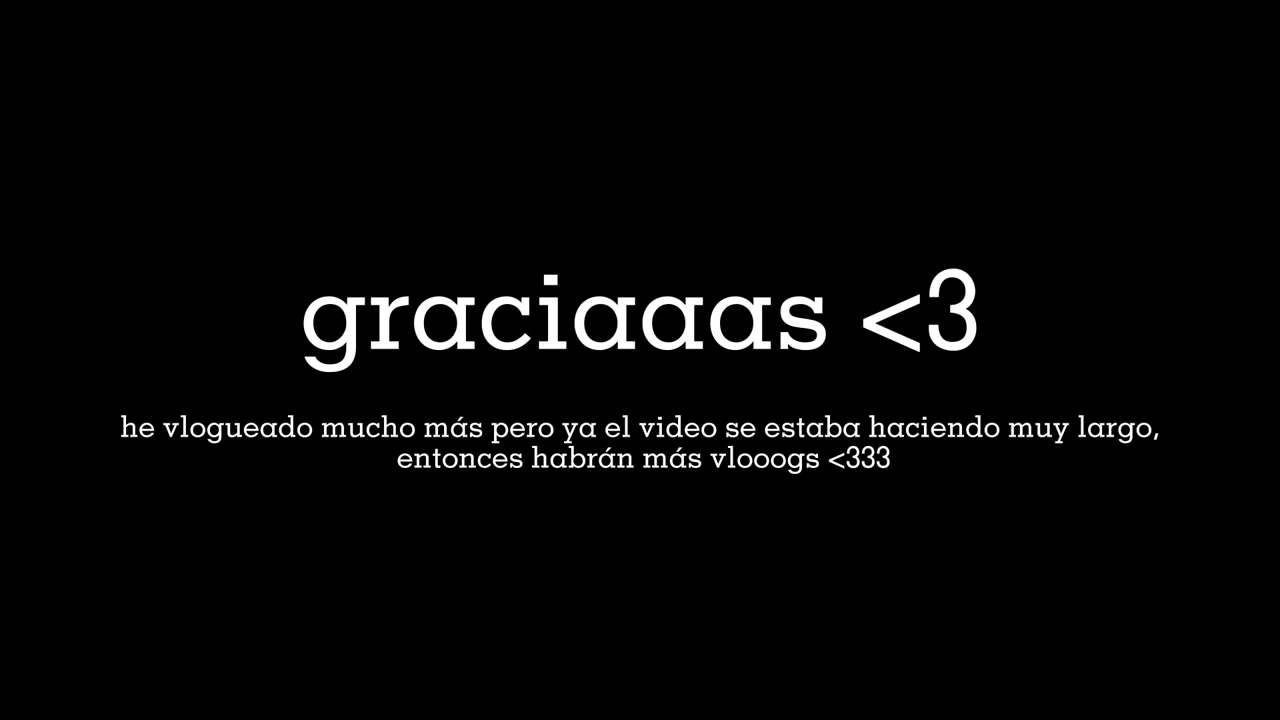 graciaaas <3
he vlogueado mucho más pero ya el video se estaba haciendo muy largo,
entonces habrán más vlooogs <333